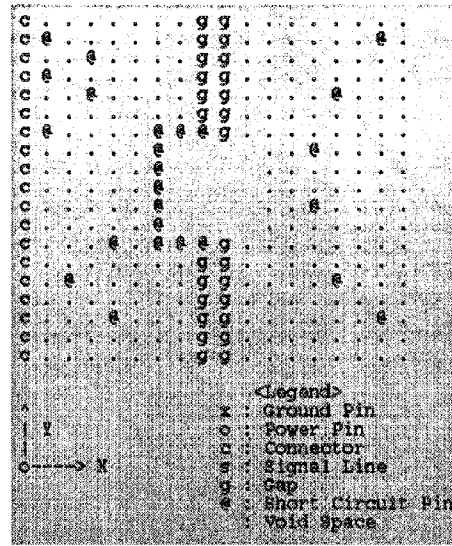 c . . . . . . . g g . . . . . . . .
c @ . . . . . . g g . . . . . . @ .
c . . @ . . . . g g . . . . . . . .
c @ . . . . . . g g . . . . . . . .
c . . @ . . . . g g . . . . @ . . .
c . . . . . . . g g . . . . . . . .
c @ . . . . @ @ @ g . . . . . . . .
c . . . . . @         . . @ . . . .
c . . . . . @         . . . . . . .
c . . . . . @         . . . . . . .
c . . . . . @         . . @ . . . .
c . . . . . @         . . . . . . .
c . . . @ . @ @ @ g . . . . . . . .
c . . . . . . . g g . . . . . . . .
c . @ . . . . . g g . . . . @ . . .
c . . . . . . . g g . . . . . . . .
c . . . @ . . . g g . . . . . . @ .
c . . . . . . . g g . . . . . . . .
c . . . . . . . g g . . . . . . . .
<Legend>
x : Ground Pin
o : Power Pin
c : Connector
s : Signal Line
g : Gap
@ : Short Circuit Pin
: Void Space
Y
o----> X